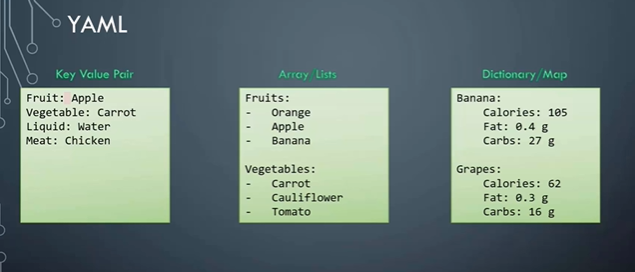 YAML
Key Value Pair
Fruit: Apple
Vegetable: Carrot
Liquid: Water
Meat: Chicken
Array/Lists
Fruits:
- Orange
- Apple
- Banana
Vegetables:
- Carrot
- Cauliflower
- Tomato
Dictionary/Map
Banana:
Calories: 105
Fat: 0.4 g
Carbs: 27 g
Grapes:
Calories: 62
Fat: 0.3 g
Carbs: 16 g